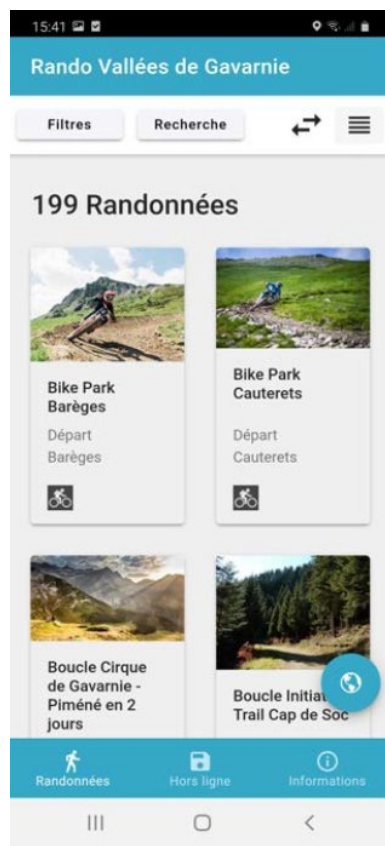 15:41
Rando Vallées de Gavarnie
Filtres
Recherche
199 Randonnées
Bike Park
Barèges
Départ
Barèges
Bike Park
Cauterets
Départ
Cauterets
Boucle Cirque
de Gavarnie -
Piméné en 2
jours
Boucle
Trail Cap de Soc
Randonnées
Hors ligne
Informations